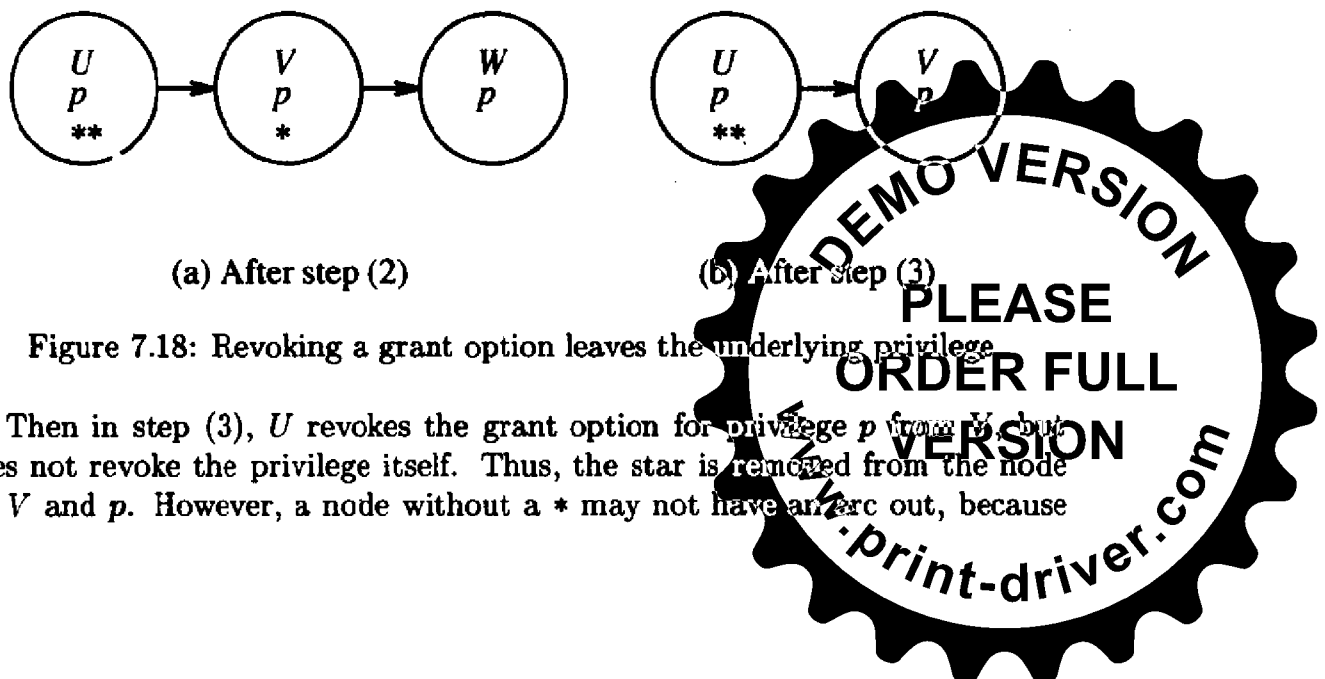 U V W U V
p p p p p
** * **
(a) After step (2) (b) After step (3)
Figure 7.18: Revoking a grant option leaves the underlying privilege
Then in step (3), U revokes the grant option for privilege p from V, but
es not revoke the privilege itself. Thus, the star is removed from the node
V and p. However, a node without a * may not have an arc out, because
DEMO VERSION
PLEASE
ORDER FULL
VERSION
www.print-driver.com